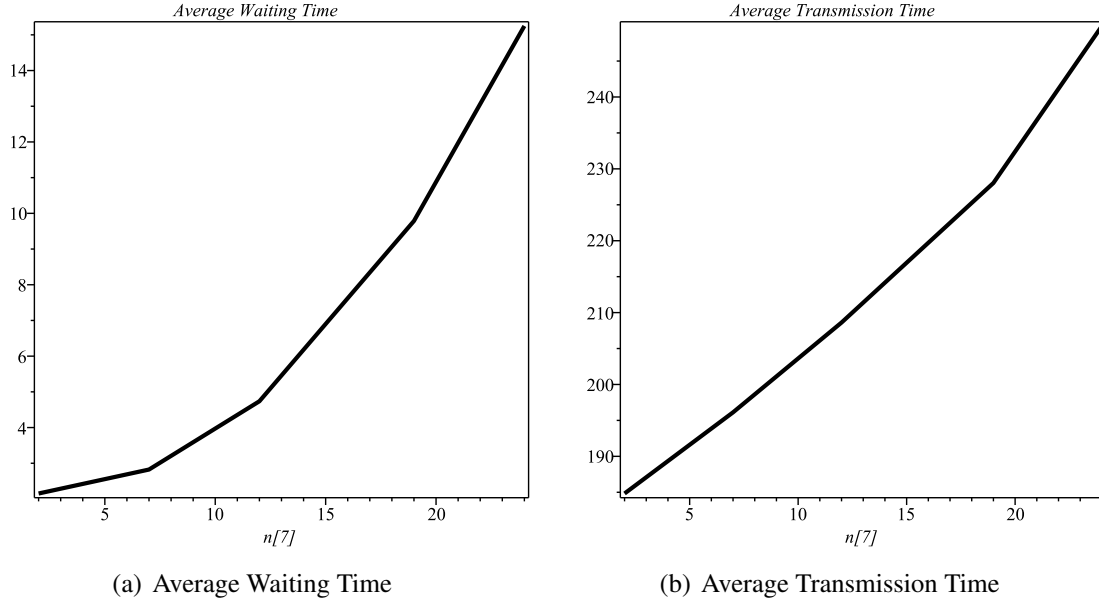 Average Waiting Time
14
12
10
8
6
4
5 10 15 20
n[7]
(a) Average Waiting Time
Average Transmission Time
240
230
220
210
200
190
5 10 15 20
n[7]
(b) Average Transmission Time